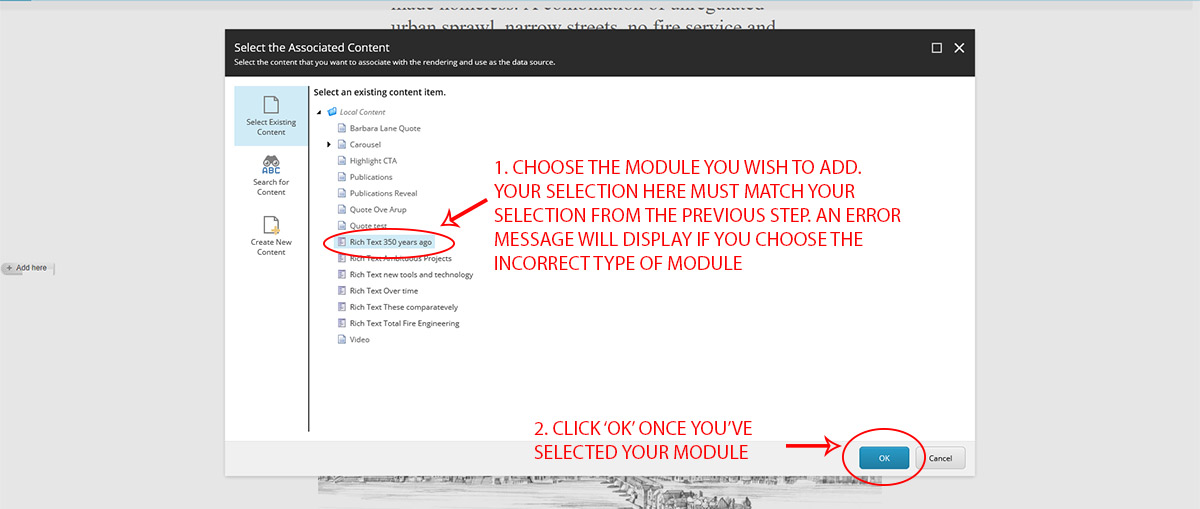 made homeless. A combination of unregulated
urban sprawl, narrow streets, no fire service and
Select the Associated Content
Select the content that you want to associate with the rendering and use as the data source.
Select Existing
Content
ABC
Search for
Content
Create New
Content
Select an existing content item.
Local Content
Barbara Lane Quote
Carousel
Highlight CTA
Publications
Publications Reveal
Quote Ove Arup
Quote test
Rich Text 350 years ago
Rich Text Ambituous Projects
Rich Text new tools and technology
Rich Text Over time
Rich Text These comparatevely
Rich Text Total Fire Engineering
Video
1. CHOOSE THE MODULE YOU WISH TO ADD.
YOUR SELECTION HERE MUST MATCH YOUR
SELECTION FROM THE PREVIOUS STEP. AN ERROR
MESSAGE WILL DISPLAY IF YOU CHOOSE THE
INCORRECT TYPE OF MODULE
+ Add here
2. CLICK ‘OK’ ONCE YOU’VE
SELECTED YOUR MODULE
OK
Cancel